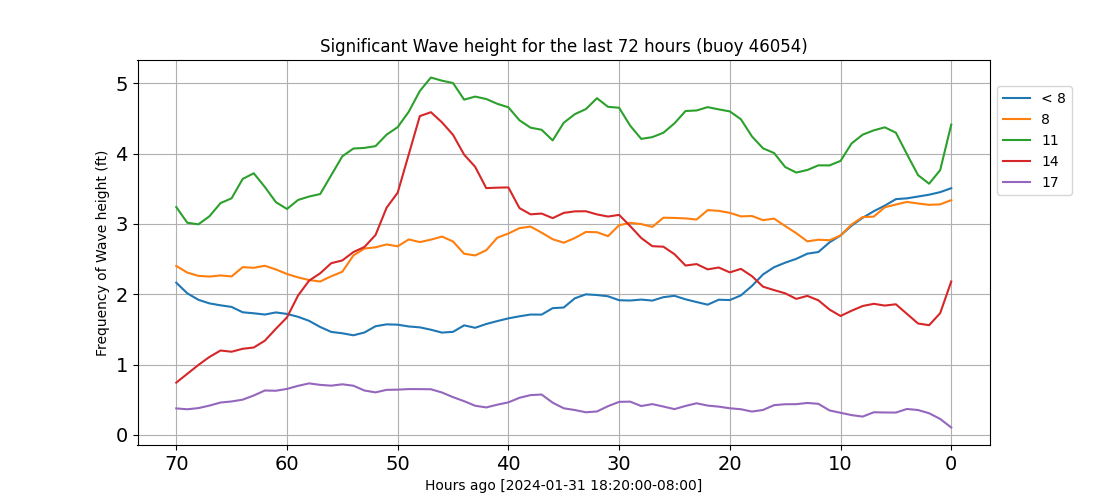 Significant Wave height for the last 72 hours (buoy 46054)
Frequency of Wave height (ft)
5
4
3
2
1
0
70 60 50 40 30 20 10 0
Hours ago [2024-01-31 18:20:00-08:00]
< 8
8
11
14
17